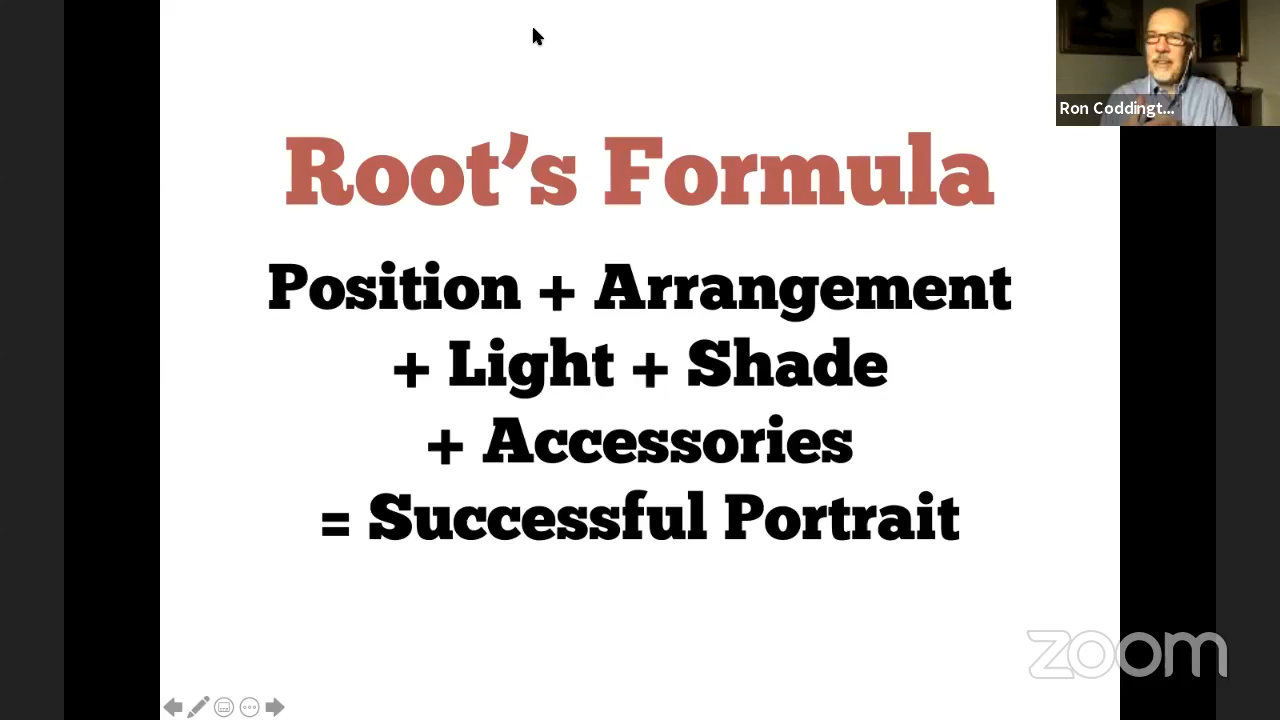 Ron Coddingt...
Root’s Formula
Position + Arrangement
+ Light + Shade
+ Accessories
= Successful Portrait
zoom